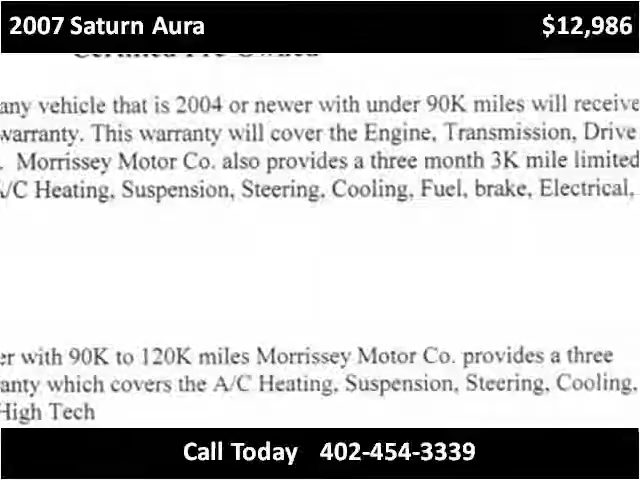 2007 Saturn Aura $12,986
Certified Pre-Owned
any vehicle that is 2004 or newer with under 90K miles will receive
warranty. This warranty will cover the Engine, Transmission, Drive
. Morrissey Motor Co. also provides a three month 3K mile limited
A/C Heating, Suspension, Steering, Cooling, Fuel, brake, Electrical,
er with 90K to 120K miles Morrissey Motor Co. provides a three
anty which covers the A/C Heating, Suspension, Steering, Cooling,
High Tech
Call Today 402-454-3339